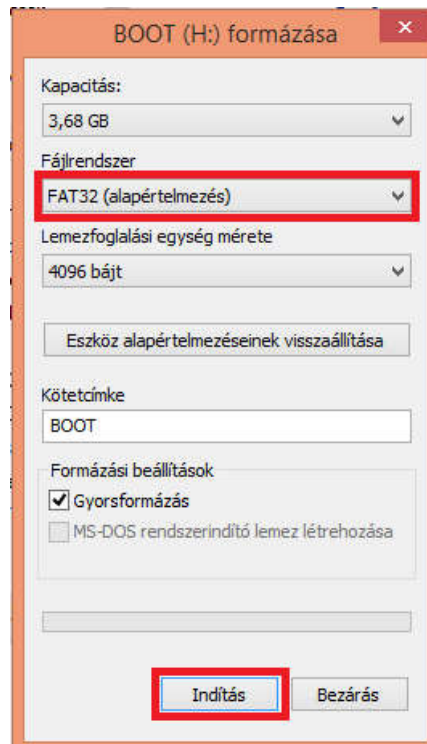 BOOT (H:) formázása
Kapacitás:
3,68 GB
Fájlrendszer
FAT32 (alapértelmezés)
Lemezfoglalási egység mérete
4096 bájt
Eszköz alapértelmezéseinek visszaállítása
Kötetcímke
BOOT
Formázási beállítások
Gyorsformázás
MS-DOS rendszerindító lemez létrehozása
Indítás
Bezárás